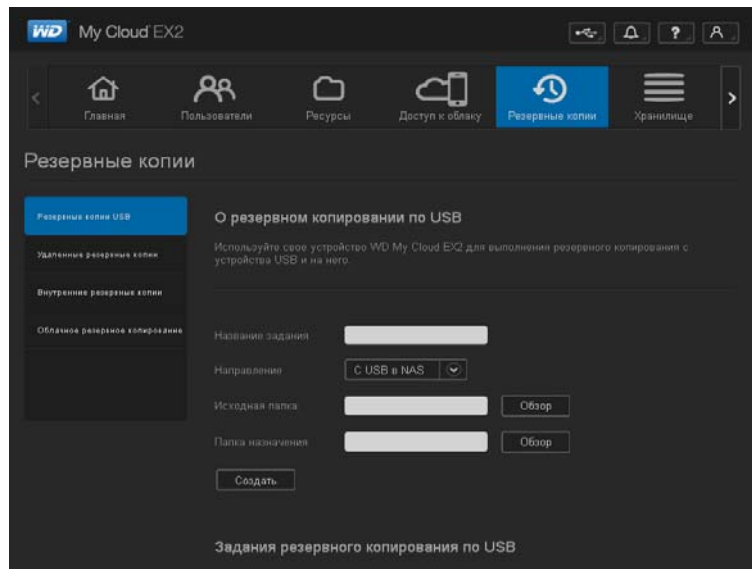 WD My Cloud EX2
?
Главная
Пользователи
Ресурсы
Доступ к облаку
Резервные копии
Хранилище
Резервные копии
Резервные копии USB
Удаленные резервные копии
Внутренние резервные копии
Облачное резервное копирование
О резервном копировании по USB
Используйте свое устройство WD My Cloud EX2 для выполнения резервного копирования с
устройства USB и на него.
Название задания
Направление
С USB в NAS
Исходная папка
Обзор
Папка назначения
Обзор
Создать
Задания резервного копирования по USB